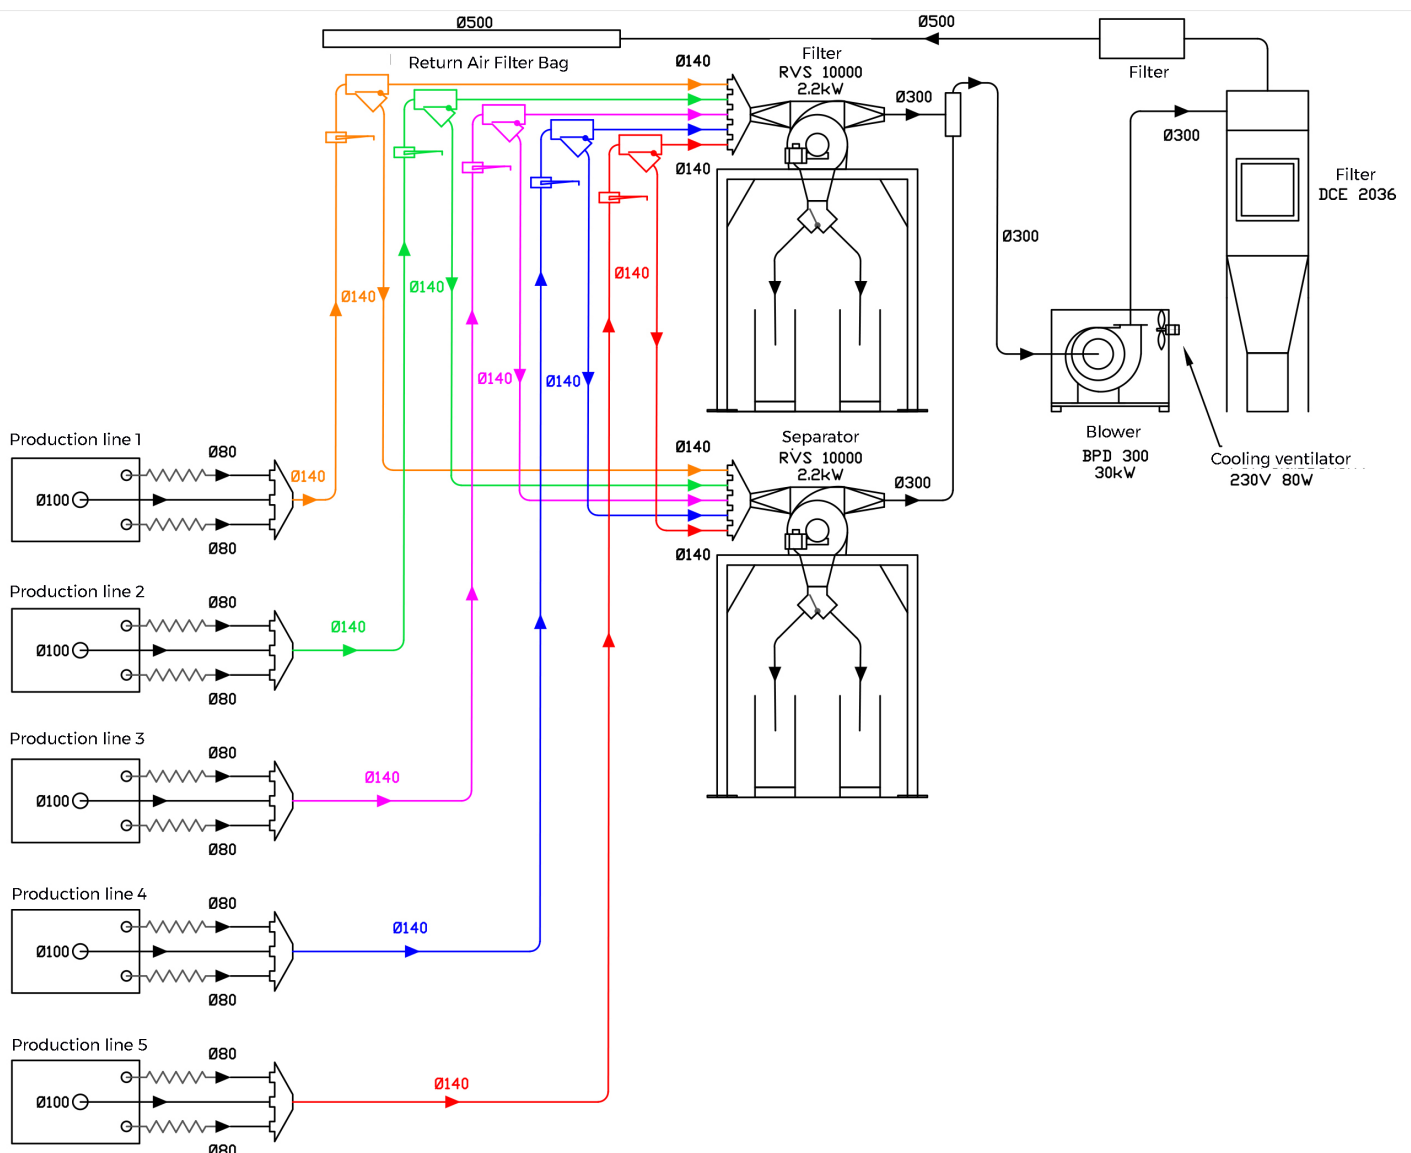 Ø500
Ø500
Return Air Filter Bag
Ø140
Filter
RVS 10000
2.2kW
Filter
Ø300
Ø300
Ø140
Filter
DCE 2036
Ø300
Ø140
Ø140
Ø140
Ø140
Ø140
Blower
BPD 300
30kW
Cooling ventilator
230V 80W
Production line 1
Ø80
Ø140
Ø100
Ø80
Ø140
Separator
RVS 10000
2.2kW
Ø300
Ø140
Production line 2
Ø80
Ø140
Ø100
Ø80
Production line 3
Ø80
Ø140
Ø100
Ø80
Production line 4
Ø80
Ø140
Ø100
Ø80
Production line 5
Ø80
Ø140
Ø100
Ø80